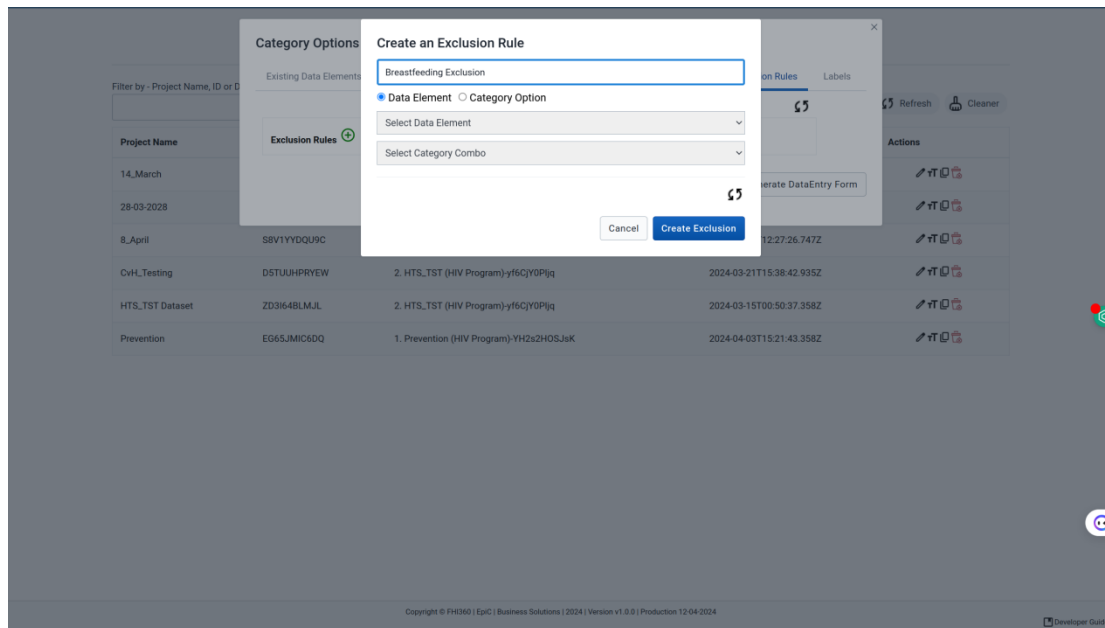 Category Options
Create an Exclusion Rule
Breastfeeding Exclusion
Existing Data Elements
on Rules
Labels
Filter by - Project Name, ID or D
Data Element
Category Option
Refresh
Cleaner
Select Data Element
Exclusion Rules
Select Category Combo
Project Name
Actions
14_March
erate DataEntry Form
28-03-2028
Cancel
Create Exclusion
8_April
S8V1YYDQU9C
12:27:26.747Z
CvH_Testing
D5TUUHPRYEW
2. HTS_TST (HIV Program)-yf6CjY0Pljq
2024-03-21T15:38:42.935Z
HTS_TST Dataset
ZD3I64BLMJL
2. HTS_TST (HIV Program)-yf6CjY0Pljq
2024-03-15T00:50:37.358Z
Prevention
EG65JMIC6DQ
1. Prevention (HIV Program)-YH2s2HOSJsK
2024-04-03T15:21:43.358Z
Copyright © FHI360 | EpiC | Business Solutions | 2024 | Version v1.0.0 | Production 12-04-2024
Developer Guid